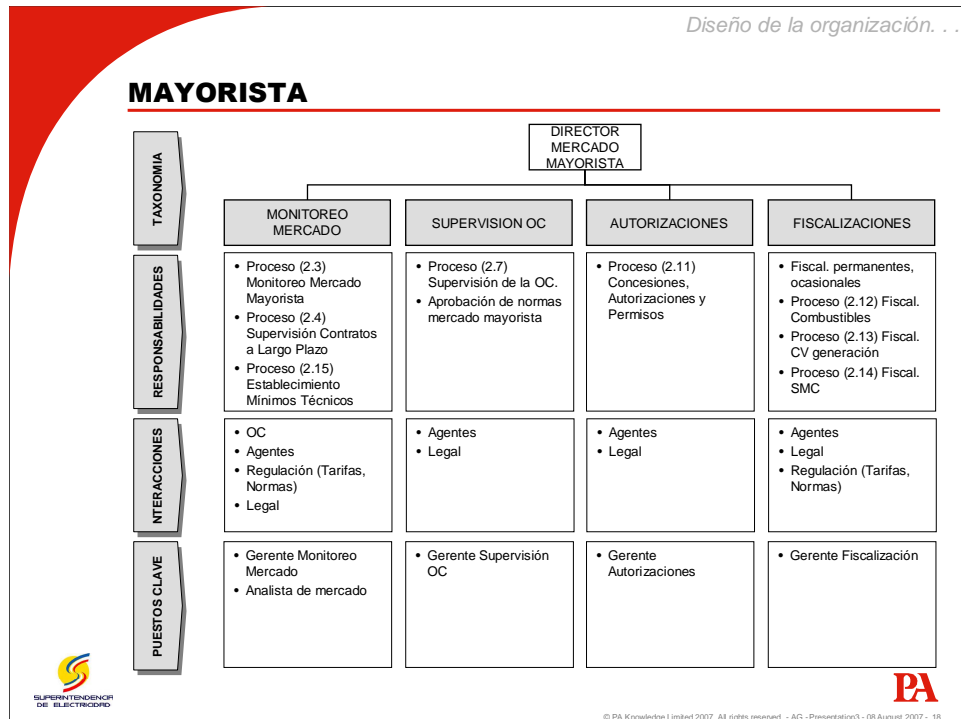 Diseño de la organización. . .
MAYORISTA
TAXONOMIA
DIRECTOR
MERCADO
MAYORISTA
MONITOREO
MERCADO
SUPERVISION OC
AUTORIZACIONES
FISCALIZACIONES
RESPONSABILIDADES
• Proceso (2.3)
Monitoreo Mercado
Mayorista
• Proceso (2.4)
Supervisión Contratos
a Largo Plazo
• Proceso (2.15)
Establecimiento
Mínimos Técnicos
• Proceso (2.7)
Supervisión de la OC.
• Aprobación de normas
mercado mayorista
• Proceso (2.11)
Concesiones,
Autorizaciones y
Permisos
• Fiscal. permanentes,
ocasionales
• Proceso (2.12) Fiscal.
Combustibles
• Proceso (2.13) Fiscal.
CV generación
• Proceso (2.14) Fiscal.
SMC
NTERACCIONES
• OC
• Agentes
• Regulación (Tarifas,
Normas)
• Legal
• Agentes
• Legal
• Agentes
• Legal
• Agentes
• Legal
• Regulación (Tarifas,
Normas)
PUESTOS CLAVE
• Gerente Monitoreo
Mercado
• Analista de mercado
• Gerente Supervisión
OC
• Gerente
Autorizaciones
• Gerente Fiscalización
SUPERINTENDENCIA
DE ELECTRICIDAD
PA
© PA Knowledge Limited 2007. All rights reserved. - AG -Presentation3 - 08 August 2007 - 18